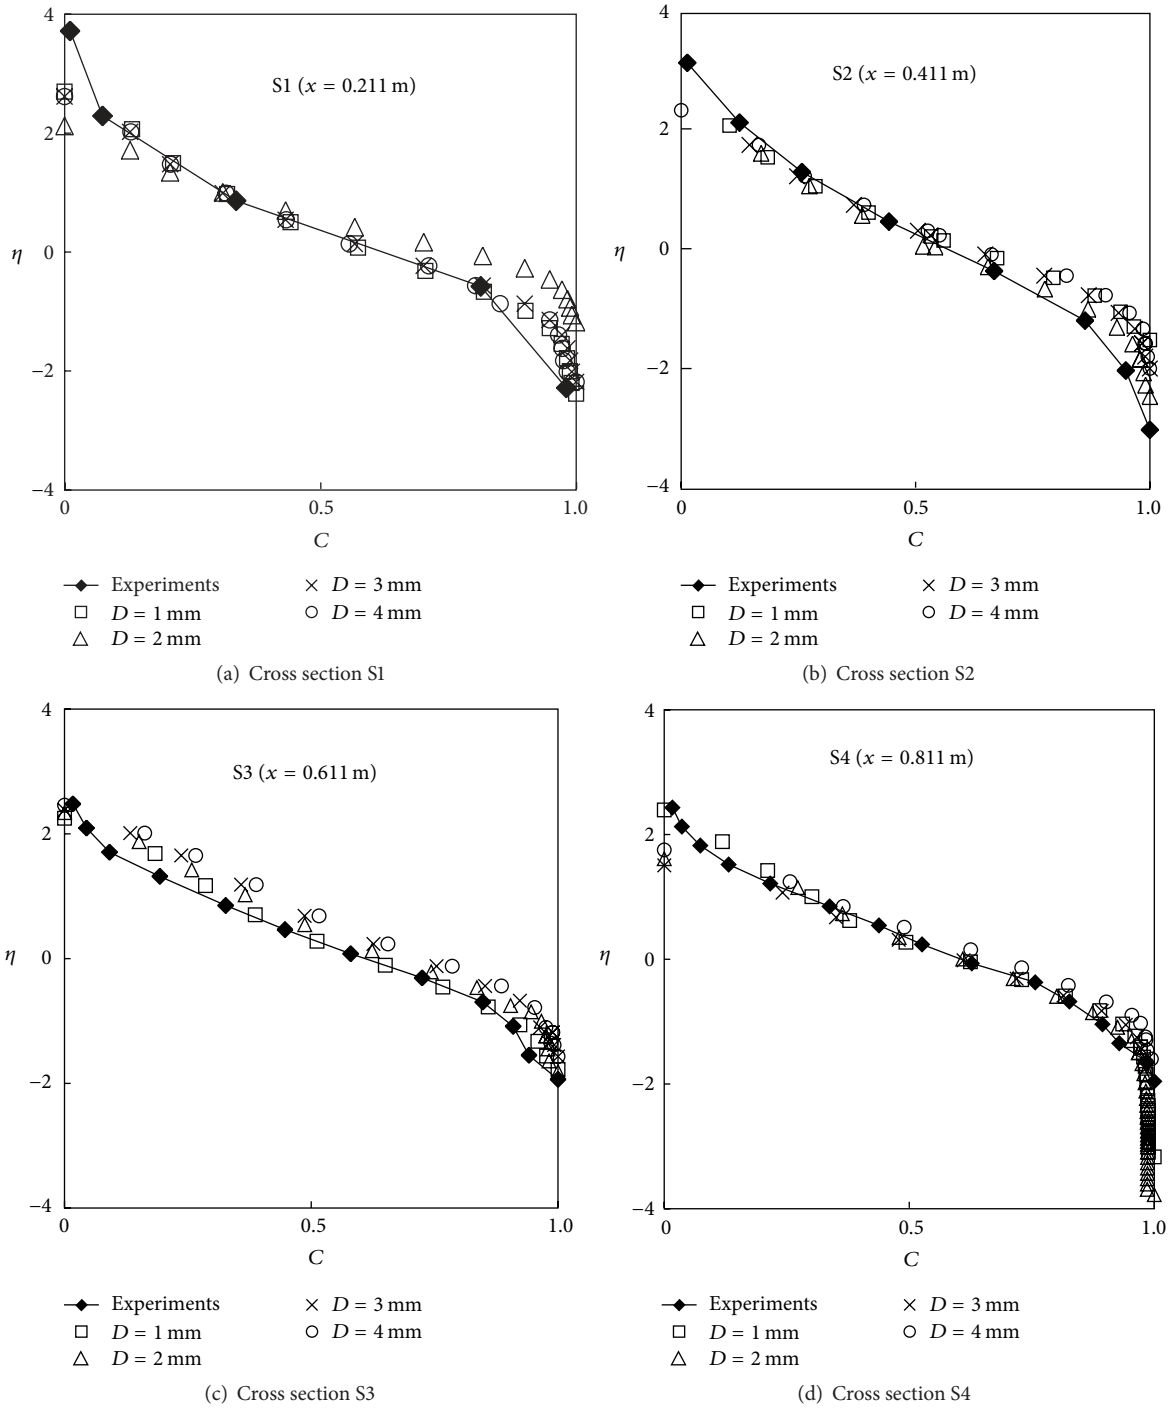 4
2
0
−2
−4
η
S1 (x = 0.211 m)
0
0.5
1.0
C
Experiments
D = 1 mm
D = 2 mm
D = 3 mm
D = 4 mm
(a) Cross section S1
4
2
0
−2
−4
η
S2 (x = 0.411 m)
0
0.5
1.0
C
Experiments
D = 1 mm
D = 2 mm
D = 3 mm
D = 4 mm
(b) Cross section S2
4
2
0
−2
−4
η
S3 (x = 0.611 m)
0
0.5
1.0
C
Experiments
D = 1 mm
D = 2 mm
D = 3 mm
D = 4 mm
(c) Cross section S3
4
2
0
−2
−4
η
S4 (x = 0.811 m)
0
0.5
1.0
C
Experiments
D = 1 mm
D = 2 mm
D = 3 mm
D = 4 mm
(d) Cross section S4